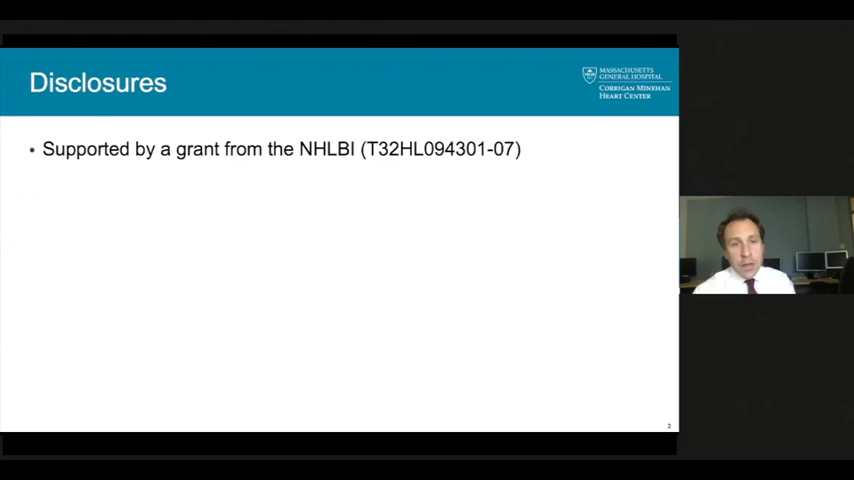 Disclosures
MASSACHUSETTS
GENERAL HOSPITAL
CORRIGAN MINEHAN
HEART CENTER
• Supported by a grant from the NHLBI (T32HL094301-07)
2